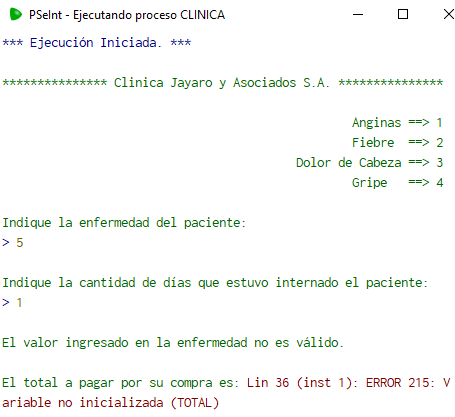 PSeInt - Ejecutando proceso CLINICA
*** Ejecución Iniciada. ***
*************** Clinica Jayaro y Asociados S.A. ***************
Anginas ==> 1
Fiebre ==> 2
Dolor de Cabeza ==> 3
Gripe ==> 4
Indique la enfermedad del paciente:
> 5
Indique la cantidad de días que estuvo internado el paciente:
> 1
El valor ingresado en la enfermedad no es válido.
El total a pagar por su compra es: Lin 36 (inst 1): ERROR 215: V
ariable no inicializada (TOTAL)